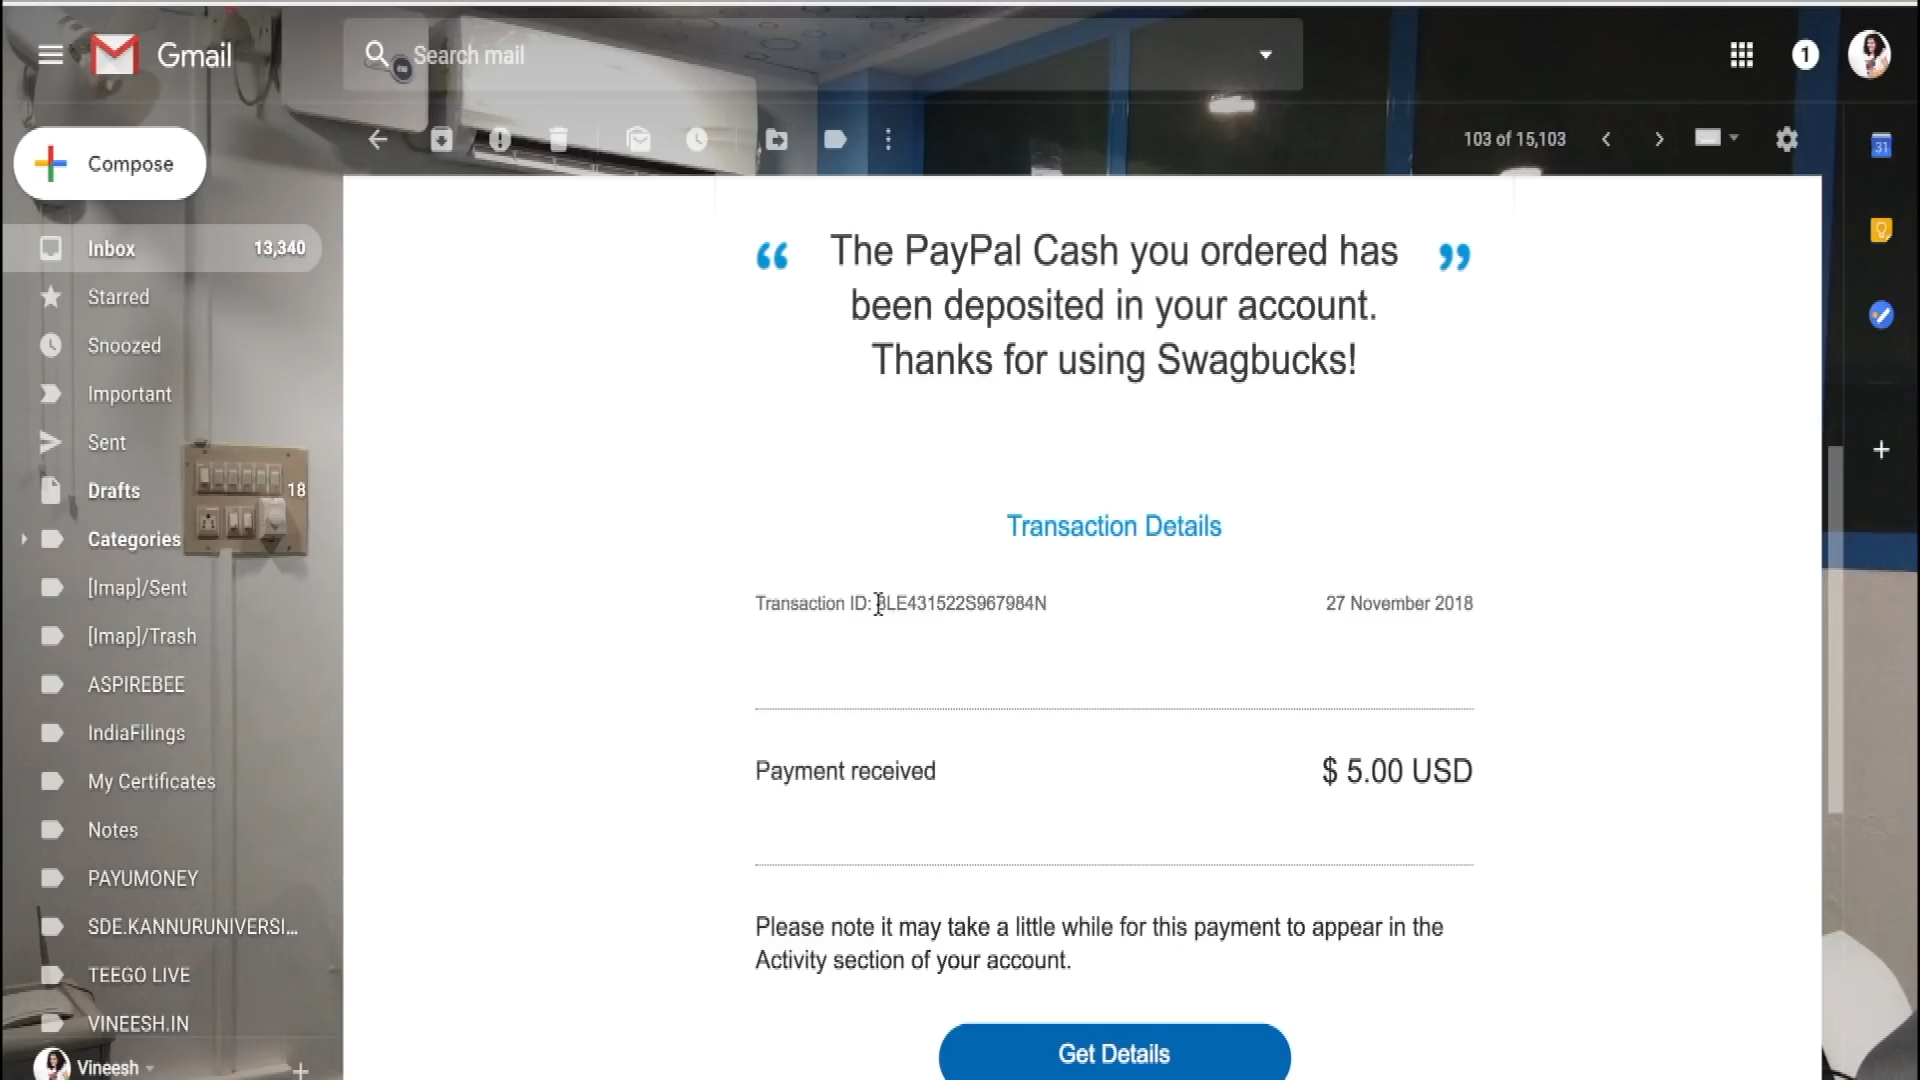 Gmail
Search mail
1
Compose
103 of 15,103
31
Inbox 13,340
Starred
Snoozed
Important
Sent
Drafts 18
Categories
[Imap]/Sent
[Imap]/Trash
ASPIREBEE
IndiaFilings
My Certificates
Notes
PAYUMONEY
SDE.KANNURUNIVERSI...
TEEGO LIVE
VINEESH.IN
Vineesh
“ The PayPal Cash you ordered has ”
been deposited in your account.
Thanks for using Swagbucks!
Transaction Details
Transaction ID: 8LE431522S967984N 27 November 2018
Payment received $ 5.00 USD
Please note it may take a little while for this payment to appear in the
Activity section of your account.
Get Details